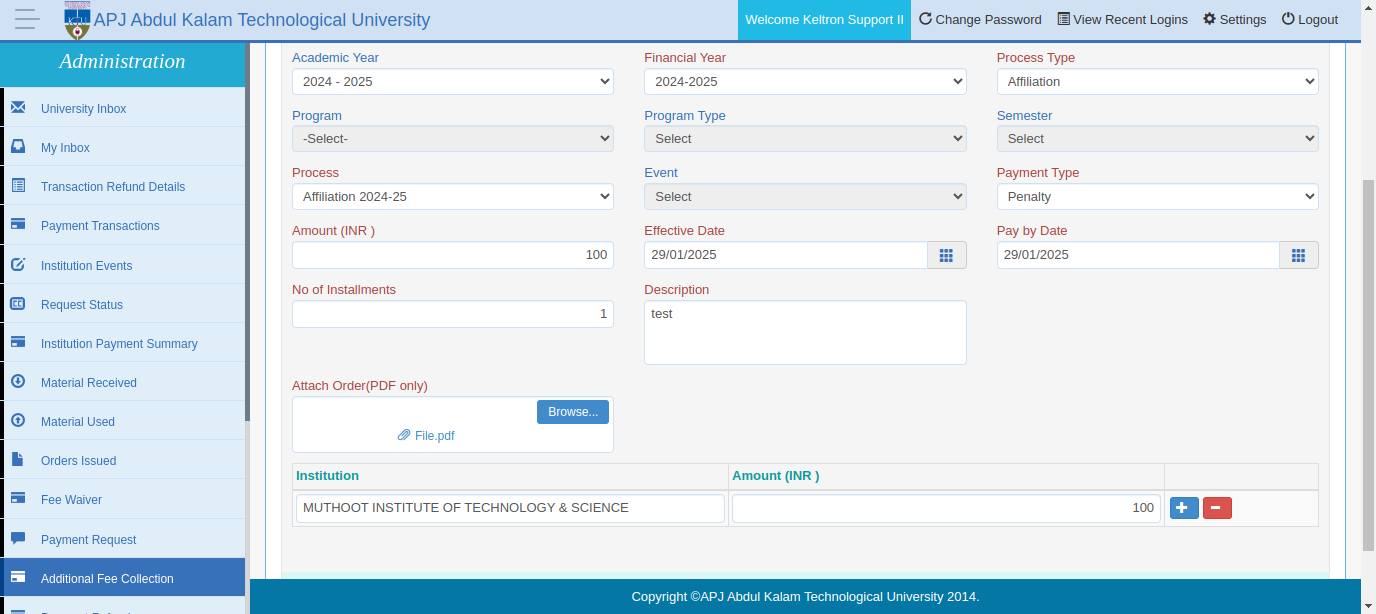 APJ Abdul Kalam Technological University
Welcome Keltron Support II
Change Password
View Recent Logins
Settings
Logout
Administration
University Inbox
My Inbox
Transaction Refund Details
Payment Transactions
Institution Events
Request Status
Institution Payment Summary
Material Received
Material Used
Orders Issued
Fee Waiver
Payment Request
Additional Fee Collection
Academic Year
2024 - 2025
Financial Year
2024-2025
Process Type
Affiliation
Program
-Select-
Program Type
Select
Semester
Select
Process
Affiliation 2024-25
Event
Select
Payment Type
Penalty
Amount (INR )
100
Effective Date
29/01/2025
Pay by Date
29/01/2025
No of Installments
1
Description
test
Attach Order(PDF only)
Browse...
File.pdf
Institution
Amount (INR )
MUTHOOT INSTITUTE OF TECHNOLOGY & SCIENCE
100
Copyright ©APJ Abdul Kalam Technological University 2014.